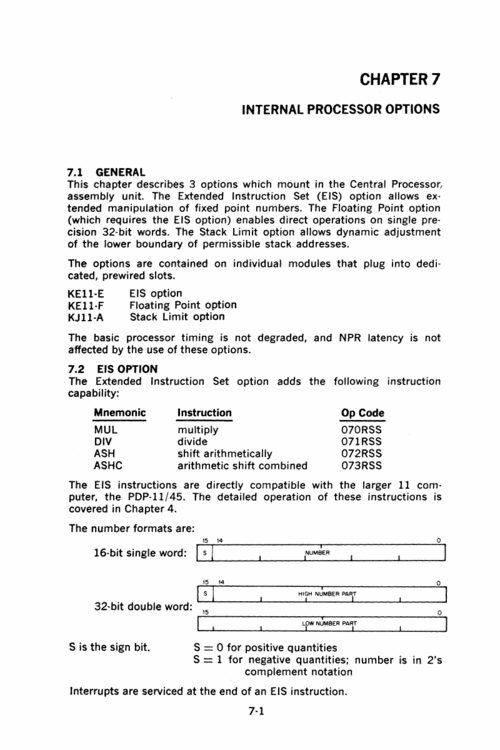 CHAPTER 7
INTERNAL PROCESSOR OPTIONS
7.1 GENERAL
This chapter describes 3 options which mount in the Central Processor,
assembly unit. The Extended Instruction Set (EIS) option allows ex-
tended manipulation of fixed point numbers. The Floating Point option
(which requires the EIS option) enables direct operations on single pre-
cision 32-bit words. The Stack Limit option allows dynamic adjustment
of the lower boundary of permissible stack addresses.
The options are contained on individual modules that plug into dedi-
cated, prewired slots.
KE11-E EIS option
KE11-F Floating Point option
KJ11-A Stack Limit option
The basic processor timing is not degraded, and NPR latency is not
affected by the use of these options.
7.2 EIS OPTION
The Extended Instruction Set option adds the following instruction
capability:
Mnemonic Instruction Op Code
MUL multiply 070RSS
DIV divide 071RSS
ASH shift arithmetically 072RSS
ASHC arithmetic shift combined 073RSS
The EIS instructions are directly compatible with the larger 11 com-
puter, the PDP-11/45. The detailed operation of these instructions is
covered in Chapter 4.
The number formats are:
15 14 0
16-bit single word: S NUMBER
15 14 0
S HIGH NUMBER PART
32-bit double word:
15 0
LOW NUMBER PART
S is the sign bit. S = 0 for positive quantities
S = 1 for negative quantities; number is in 2's
complement notation
Interrupts are serviced at the end of an EIS instruction.
7-1